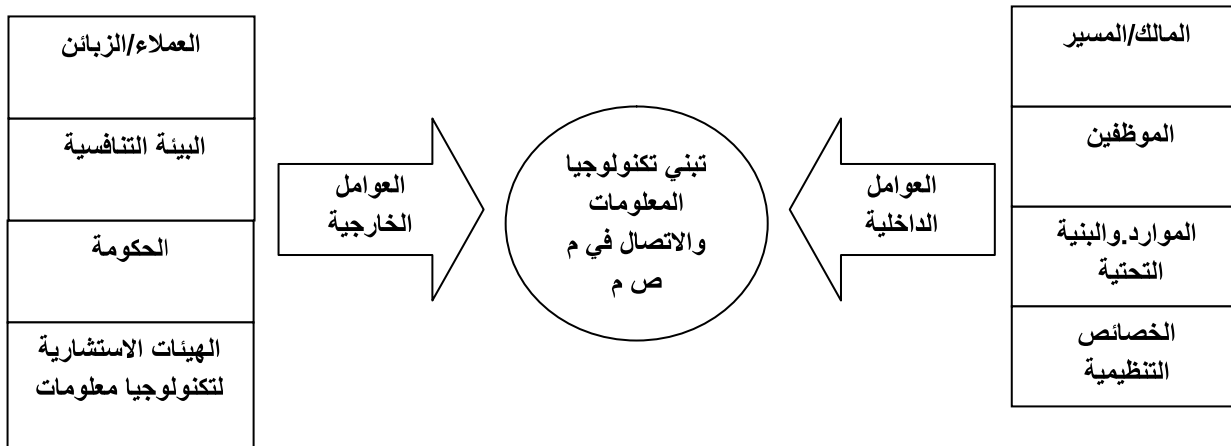 المالك/المسير
الموظفين
الموارد.والبنية
التحتية
الخصائص
التنظيمية
العوامل
الداخلية
تبني تكنولوجيا
المعلومات
والاتصال في م
ص م
العوامل
الخارجية
العملاء/الزبائن
البيئة التنافسية
الحكومة
الهيئات الاستشارية
لتكنولوجيا معلومات